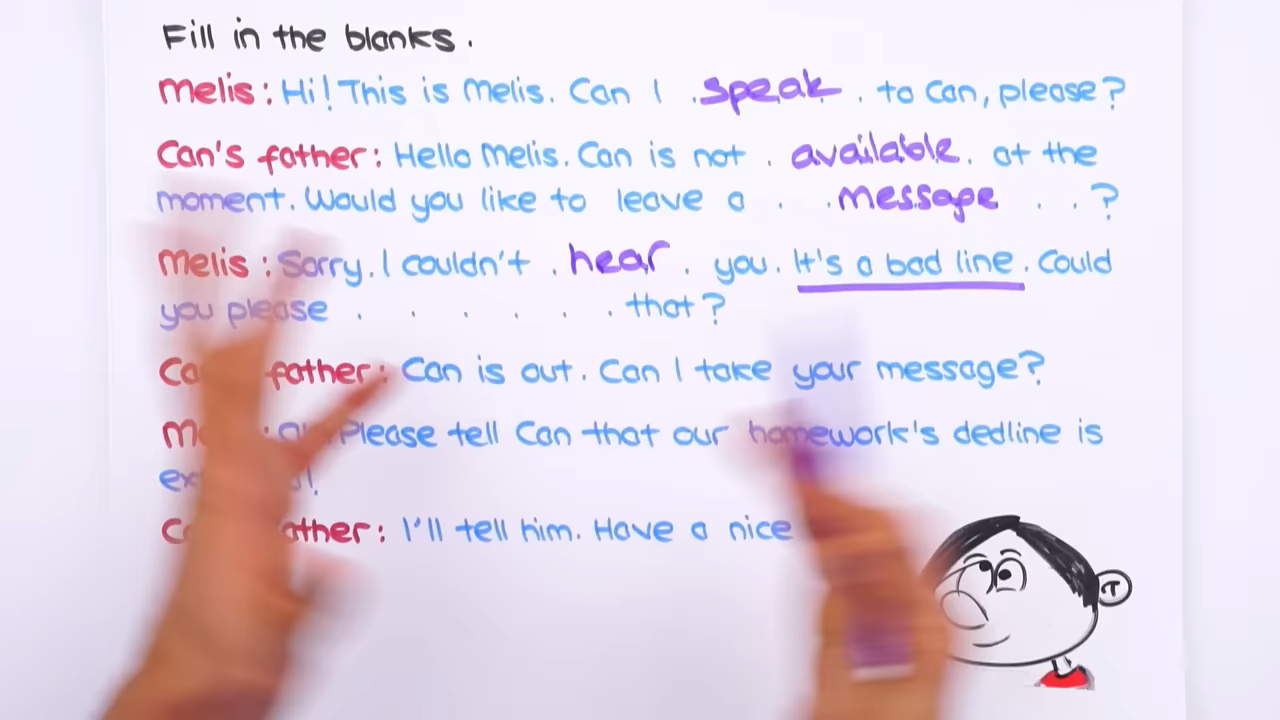 Fill in the blanks.
Melis: Hi! This is Melis. Can I speak to Can, please?
Can's father: Hello Melis. Can is not available at the
moment. Would you like to leave a message ?
Melis: Sorry. I couldn't hear you. It's a bad line. Could
you please . . . . . . that?
father: Can is out. Can I take your message?
Please tell Can that our homework's dedline is
father: I'll tell him. Have a nice
T